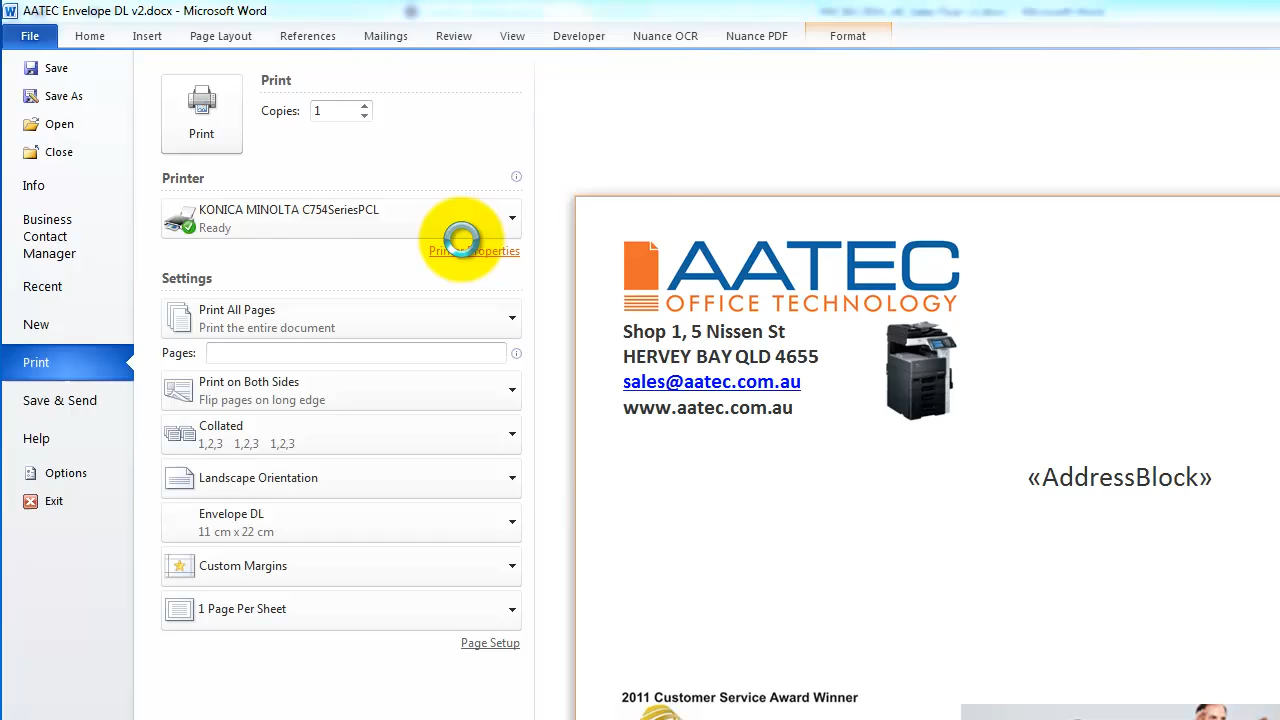 AATEC Envelope DL v2.docx - Microsoft Word
File Home Insert Page Layout References Mailings Review View Developer Nuance OCR Nuance PDF Format
Save
Save As
Open
Close
Info
Business
Contact
Manager
Recent
New
Print
Save & Send
Help
Options
Exit
Print
Print
Copies: 1
Printer
KONICA MINOLTA C754SeriesPCL
Ready
Printer Properties
Settings
Print All Pages
Print the entire document
Pages:
Print on Both Sides
Flip pages on long edge
Collated
1,2,3 1,2,3 1,2,3
Landscape Orientation
Envelope DL
11 cm x 22 cm
Custom Margins
1 Page Per Sheet
Page Setup
AATEC
OFFICE TECHNOLOGY
Shop 1, 5 Nissen St
HERVEY BAY QLD 4655
sales@aatec.com.au
www.aatec.com.au
«AddressBlock»
2011 Customer Service Award Winner